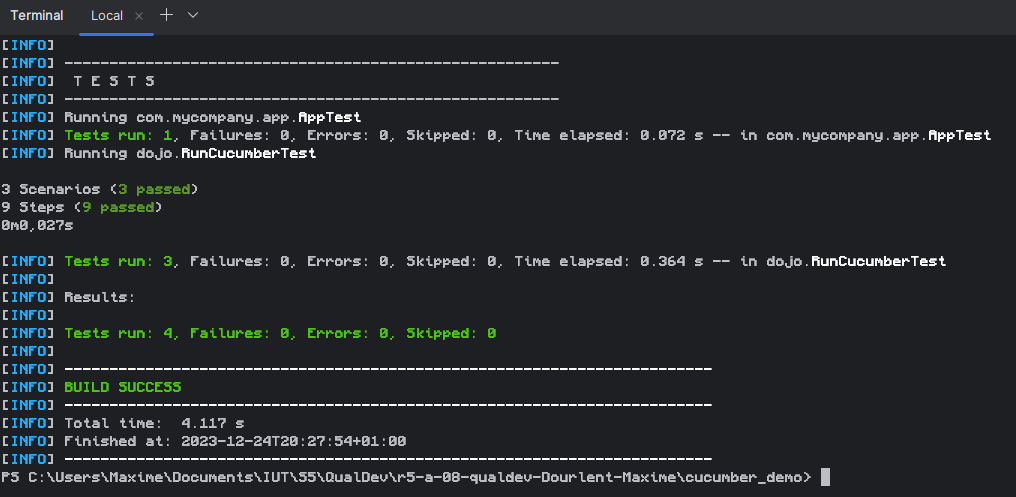 Terminal Local × +
[INFO]
[INFO] -------------------------------------------------------
[INFO]  T E S T S
[INFO] -------------------------------------------------------
[INFO] Running com.mycompany.app.AppTest
[INFO] Tests run: 1, Failures: 0, Errors: 0, Skipped: 0, Time elapsed: 0.072 s -- in com.mycompany.app.AppTest
[INFO] Running dojo.RunCucumberTest
3 Scenarios (3 passed)
9 Steps (9 passed)
0m0,027s
[INFO] Tests run: 3, Failures: 0, Errors: 0, Skipped: 0, Time elapsed: 0.364 s -- in dojo.RunCucumberTest
[INFO]
[INFO] Results:
[INFO]
[INFO] Tests run: 4, Failures: 0, Errors: 0, Skipped: 0
[INFO]
[INFO] ------------------------------------------------------------------------
[INFO] BUILD SUCCESS
[INFO] ------------------------------------------------------------------------
[INFO] Total time:  4.117 s
[INFO] Finished at: 2023-12-24T20:27:54+01:00
[INFO] ------------------------------------------------------------------------
PS C:\Users\Maxime\Documents\IUT\S5\QualDev\r5-a-08-qualdev-Dourlent-Maxime\cucumber_demo>